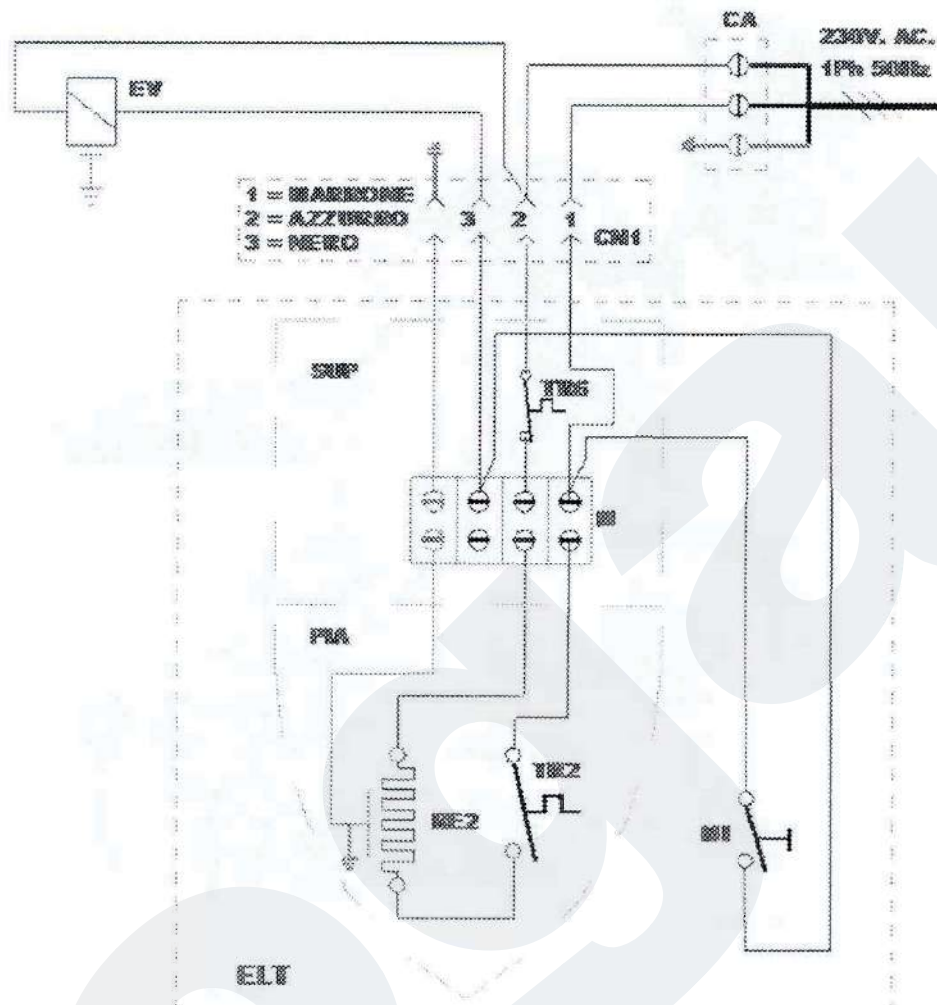 CA
230V. AC.
1Ph 50Hz
EV
1 = MARRONE
2 = AZZURRO
3 = NERO
3 2 1
CN1
SUP
TR6
M
PIA
TR2
RE2
MI
ELT